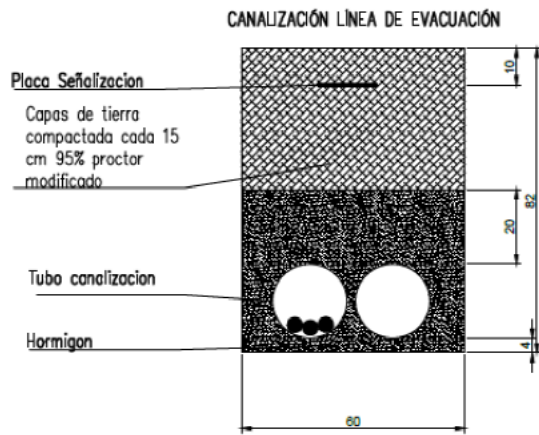 CANALIZACIÓN LÍNEA DE EVACUACIÓN
Placa Señalizacion
Capas de tierra
compactada cada 15
cm 95% proctor
modificado
Tubo canalizacion
Hormigon
10
82
20
4
60